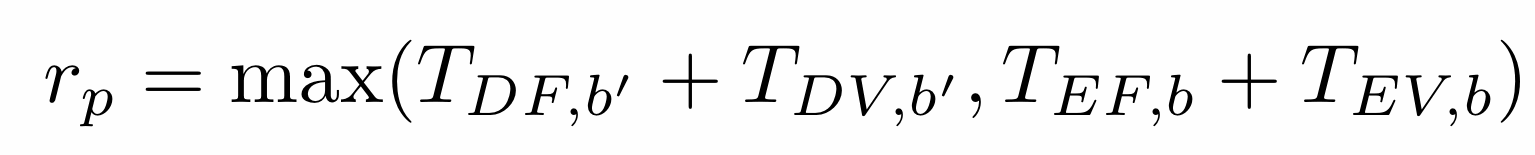 r_p = max(T_{DF,b′} + T_{DV,b′}, T_{EF,b} + T_{EV,b})